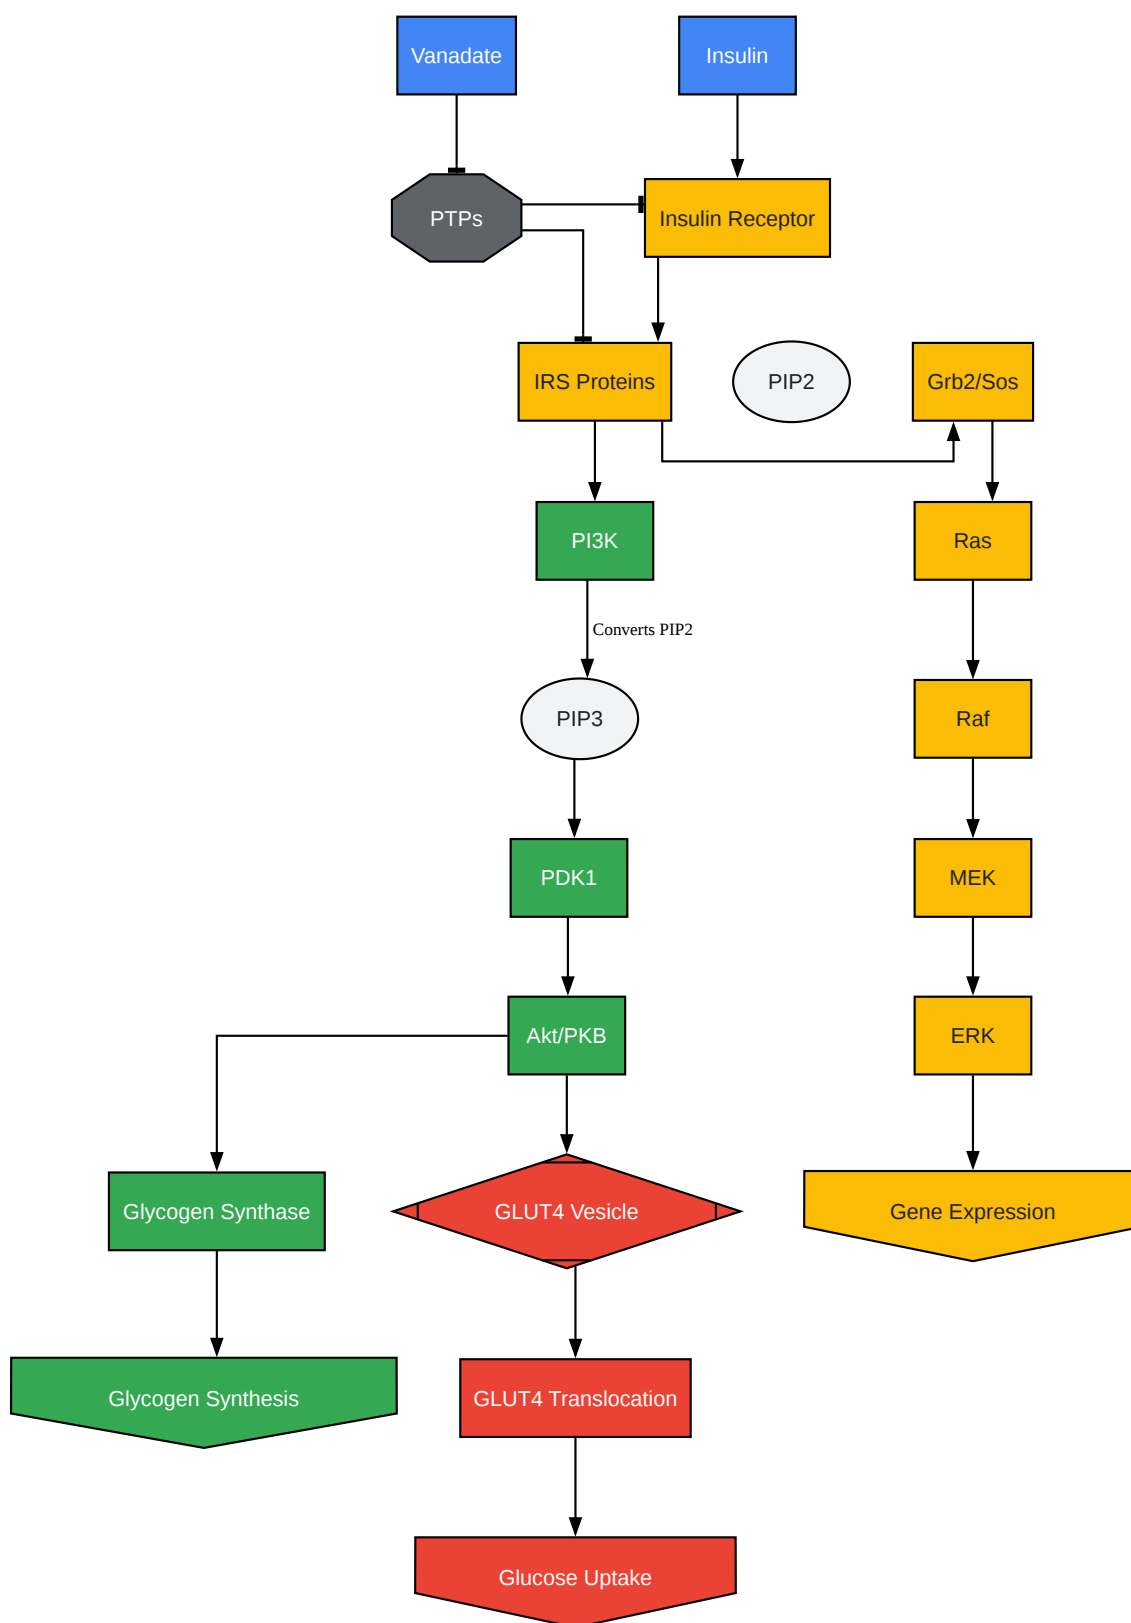 Vanadate
Insulin
PTPs
Insulin Receptor
IRS Proteins
PIP2
Grb2/Sos
PI3K
Ras
Converts PIP2
PIP3
Raf
PDK1
MEK
Akt/PKB
ERK
Glycogen Synthase
GLUT4 Vesicle
Gene Expression
Glycogen Synthesis
GLUT4 Translocation
Glucose Uptake